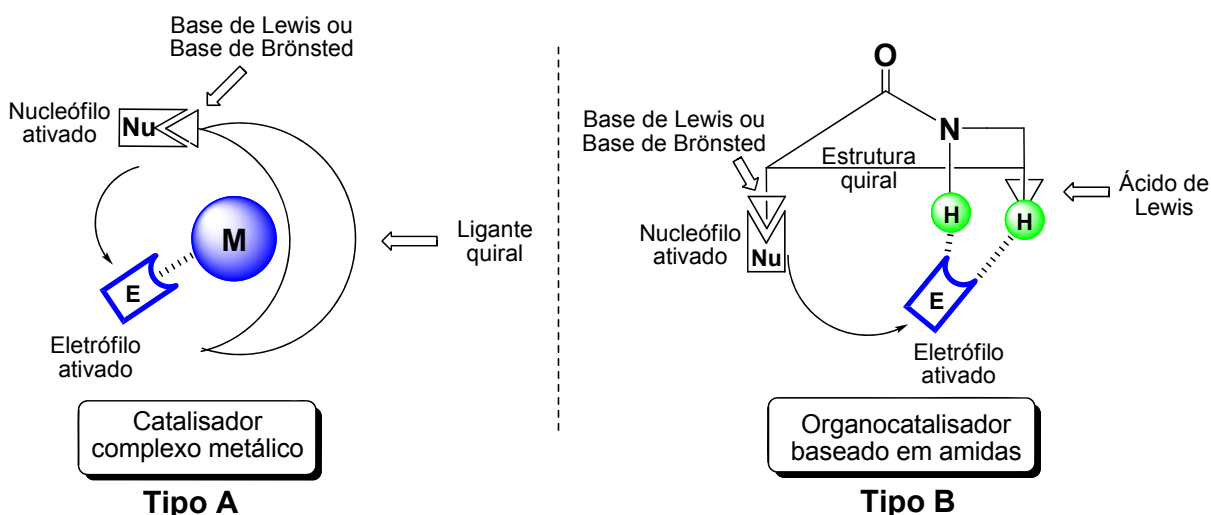 Base de Lewis ou
Base de Brönsted
Nucleófilo
ativado
Nu
M
E
Ligante
quiral
Eletrófilo
ativado
Catalisador
complexo metálico
Tipo A
O
N
Base de Lewis ou
Base de Brönsted
Estrutura
quiral
Ácido de
Lewis
H
H
Nucleófilo
ativado
Nu
E
Eletrófilo
ativado
Organocatalisador
baseado em amidas
Tipo B